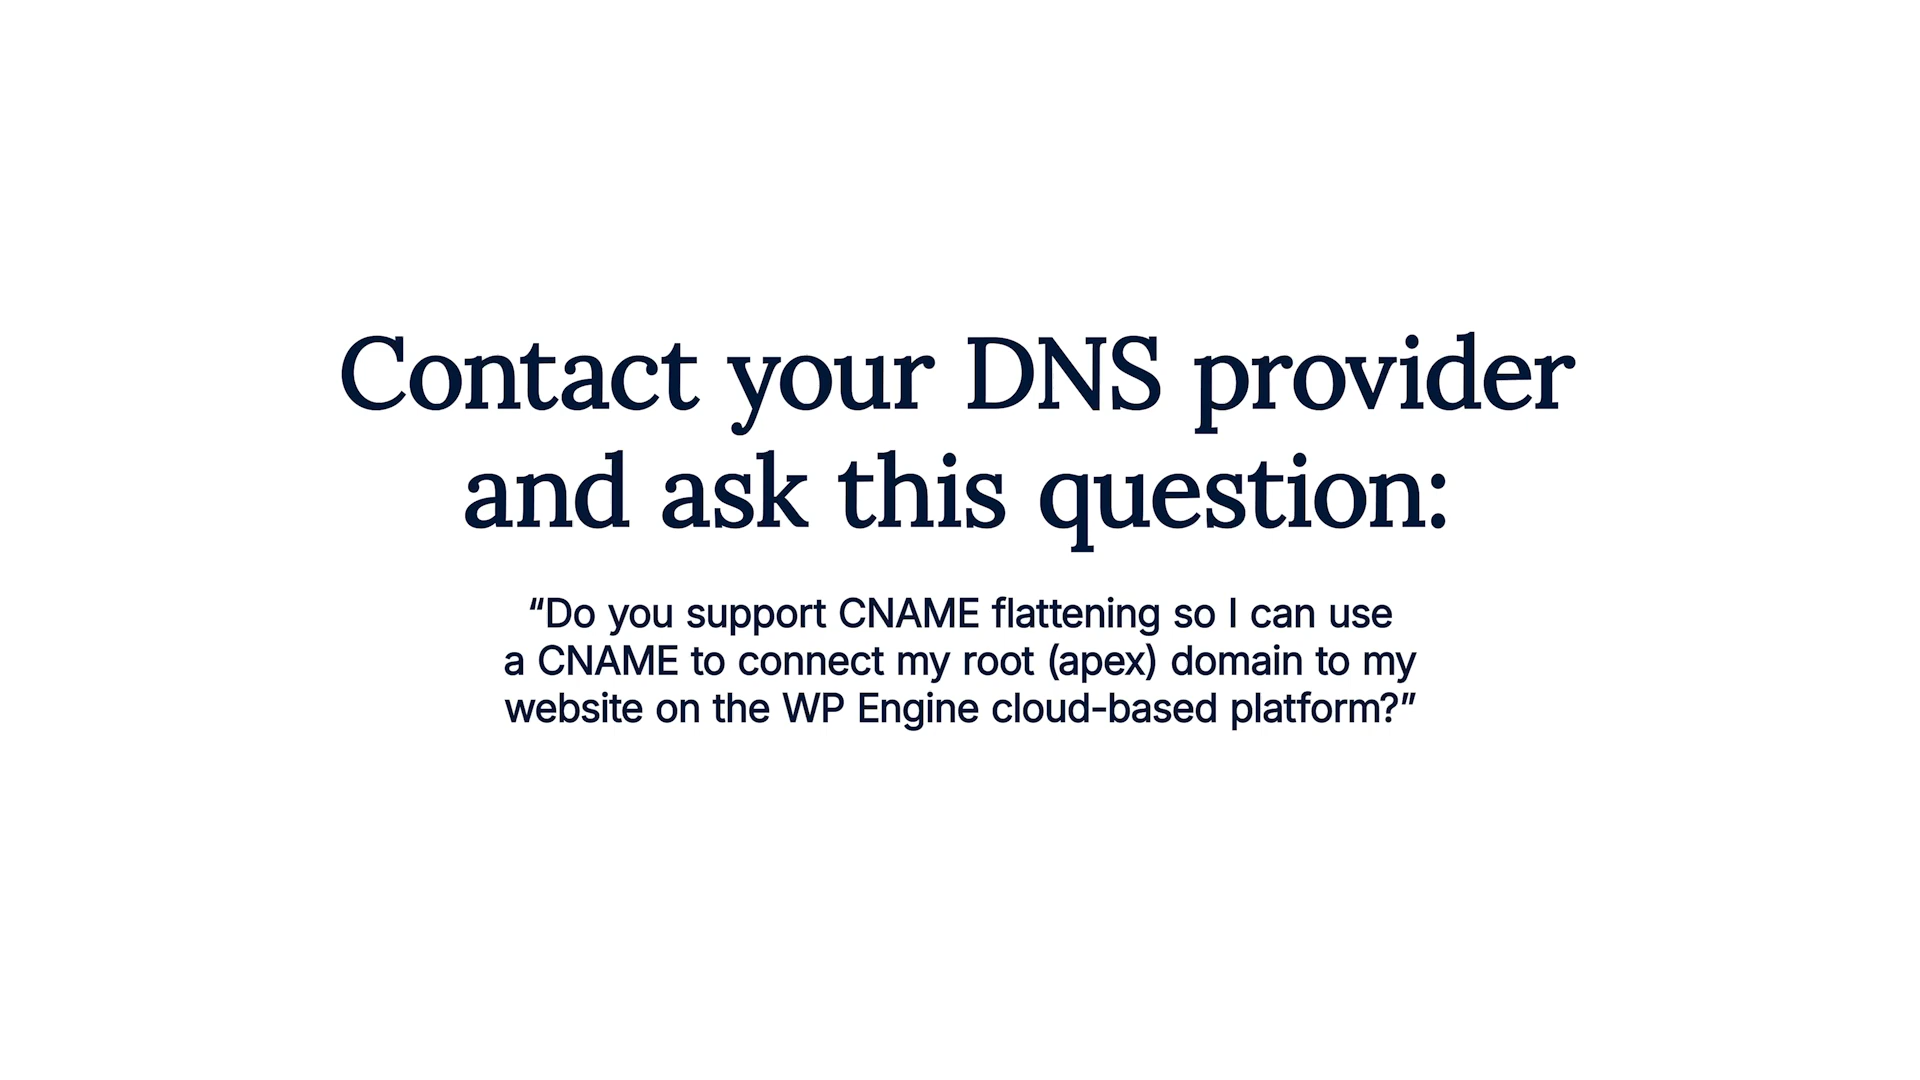 Contact your DNS provider
and ask this question:
“Do you support CNAME flattening so I can use
a CNAME to connect my root (apex) domain to my
website on the WP Engine cloud-based platform?”